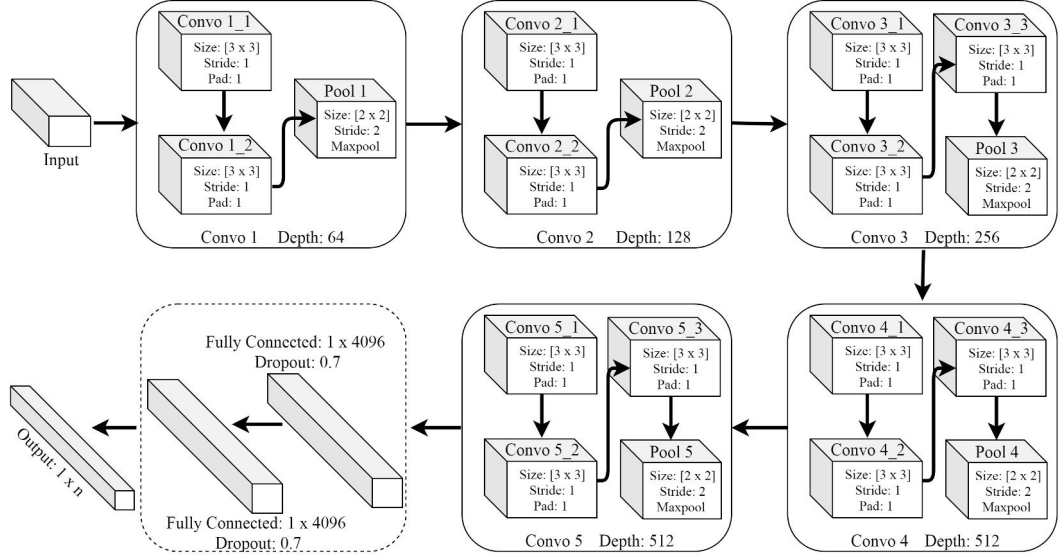 Input
Convo 1_1
Size: [3 x 3]
Stride: 1
Pad: 1
Convo 1_2
Size: [3 x 3]
Stride: 1
Pad: 1
Pool 1
Size: [2 x 2]
Stride: 2
Maxpool
Convo 1 Depth: 64
Convo 2_1
Size: [3 x 3]
Stride: 1
Pad: 1
Convo 2_2
Size: [3 x 3]
Stride: 1
Pad: 1
Pool 2
Size: [2 x 2]
Stride: 2
Maxpool
Convo 2 Depth: 128
Convo 3_1
Size: [3 x 3]
Stride: 1
Pad: 1
Convo 3_2
Size: [3 x 3]
Stride: 1
Pad: 1
Convo 3_3
Size: [3 x 3]
Stride: 1
Pad: 1
Pool 3
Size: [2 x 2]
Stride: 2
Maxpool
Convo 3 Depth: 256
Convo 4_1
Size: [3 x 3]
Stride: 1
Pad: 1
Convo 4_2
Size: [3 x 3]
Stride: 1
Pad: 1
Convo 4_3
Size: [3 x 3]
Stride: 1
Pad: 1
Pool 4
Size: [2 x 2]
Stride: 2
Maxpool
Convo 4 Depth: 512
Convo 5_1
Size: [3 x 3]
Stride: 1
Pad: 1
Convo 5_2
Size: [3 x 3]
Stride: 1
Pad: 1
Convo 5_3
Size: [3 x 3]
Stride: 1
Pad: 1
Pool 5
Size: [2 x 2]
Stride: 2
Maxpool
Convo 5 Depth: 512
Fully Connected: 1 x 4096
Dropout: 0.7
Fully Connected: 1 x 4096
Dropout: 0.7
Output: 1 x n